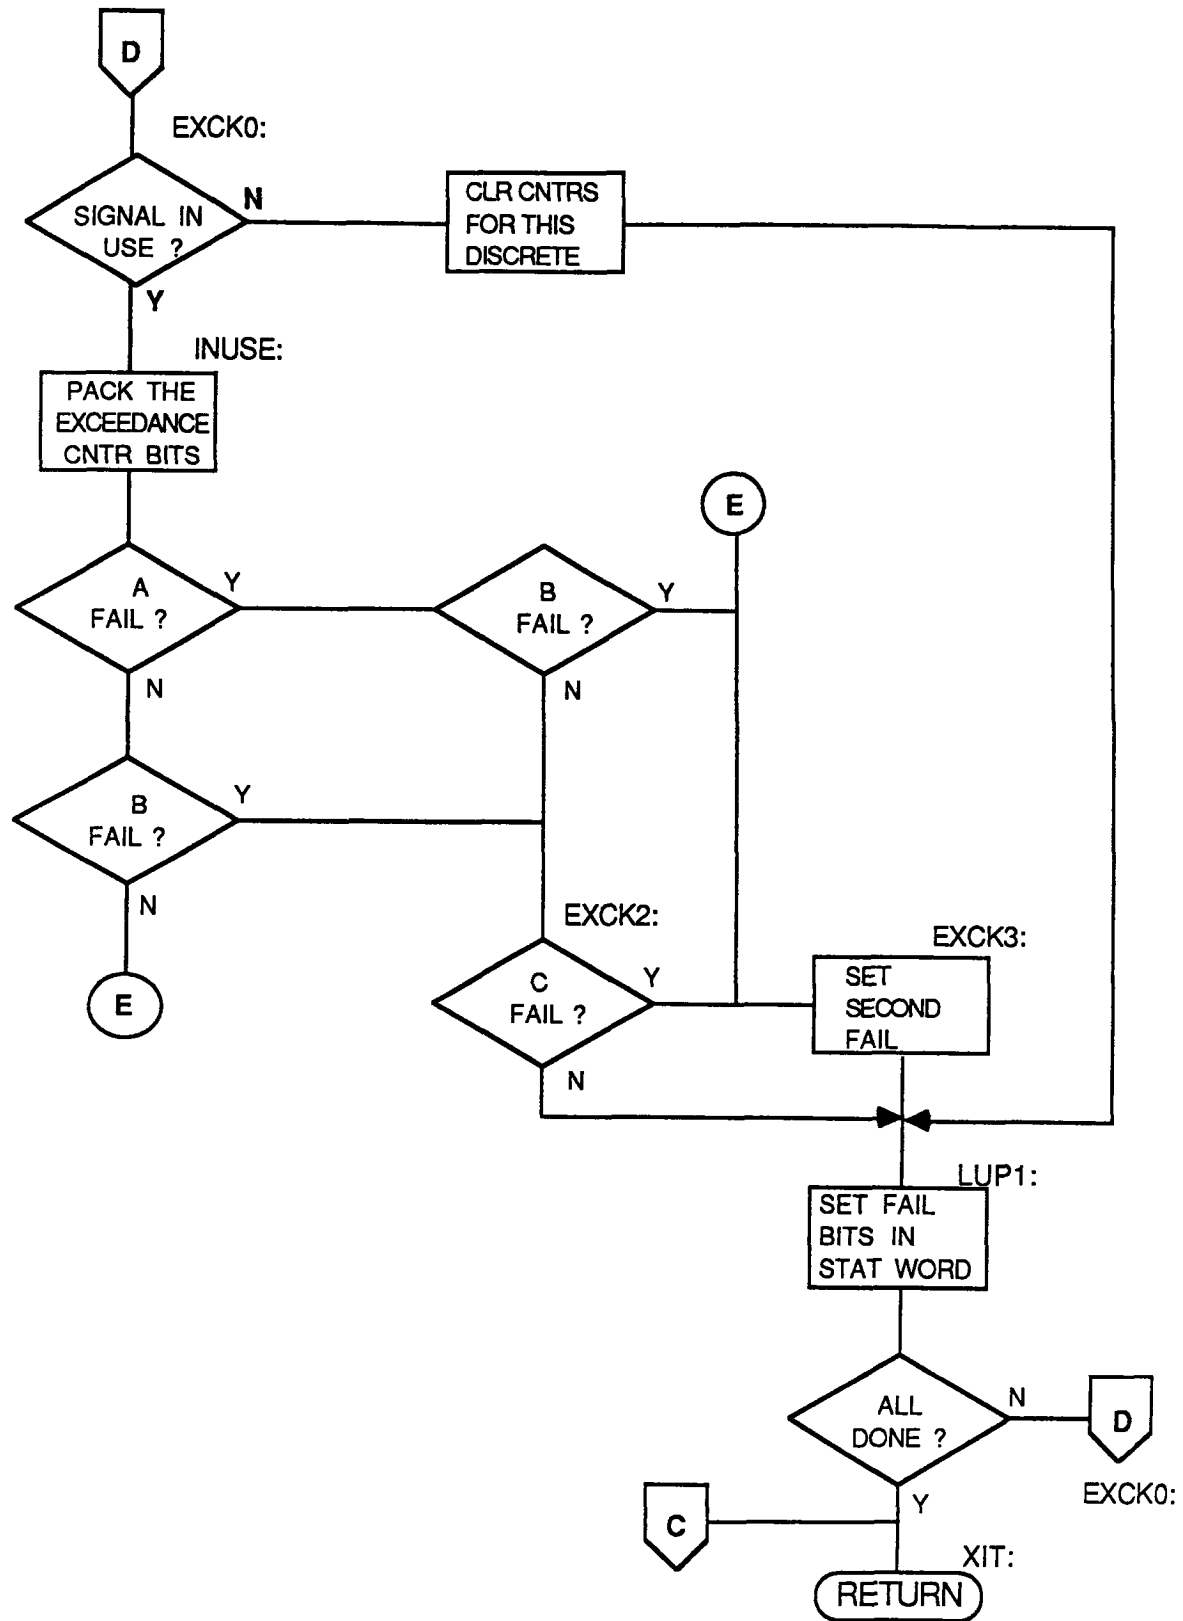 D
EXCK0:
SIGNAL IN
USE ?
N
Y
CLR CNTRS
FOR THIS
DISCRETE
INUSE:
PACK THE
EXCEEDANCE
CNTR BITS
E
A
FAIL ?
Y
N
B
FAIL ?
Y
N
B
FAIL ?
Y
N
E
EXCK2:
C
FAIL ?
Y
N
EXCK3:
SET
SECOND
FAIL
LUP1:
SET FAIL
BITS IN
STAT WORD
ALL
DONE ?
N
Y
D
EXCK0:
C
XIT:
RETURN